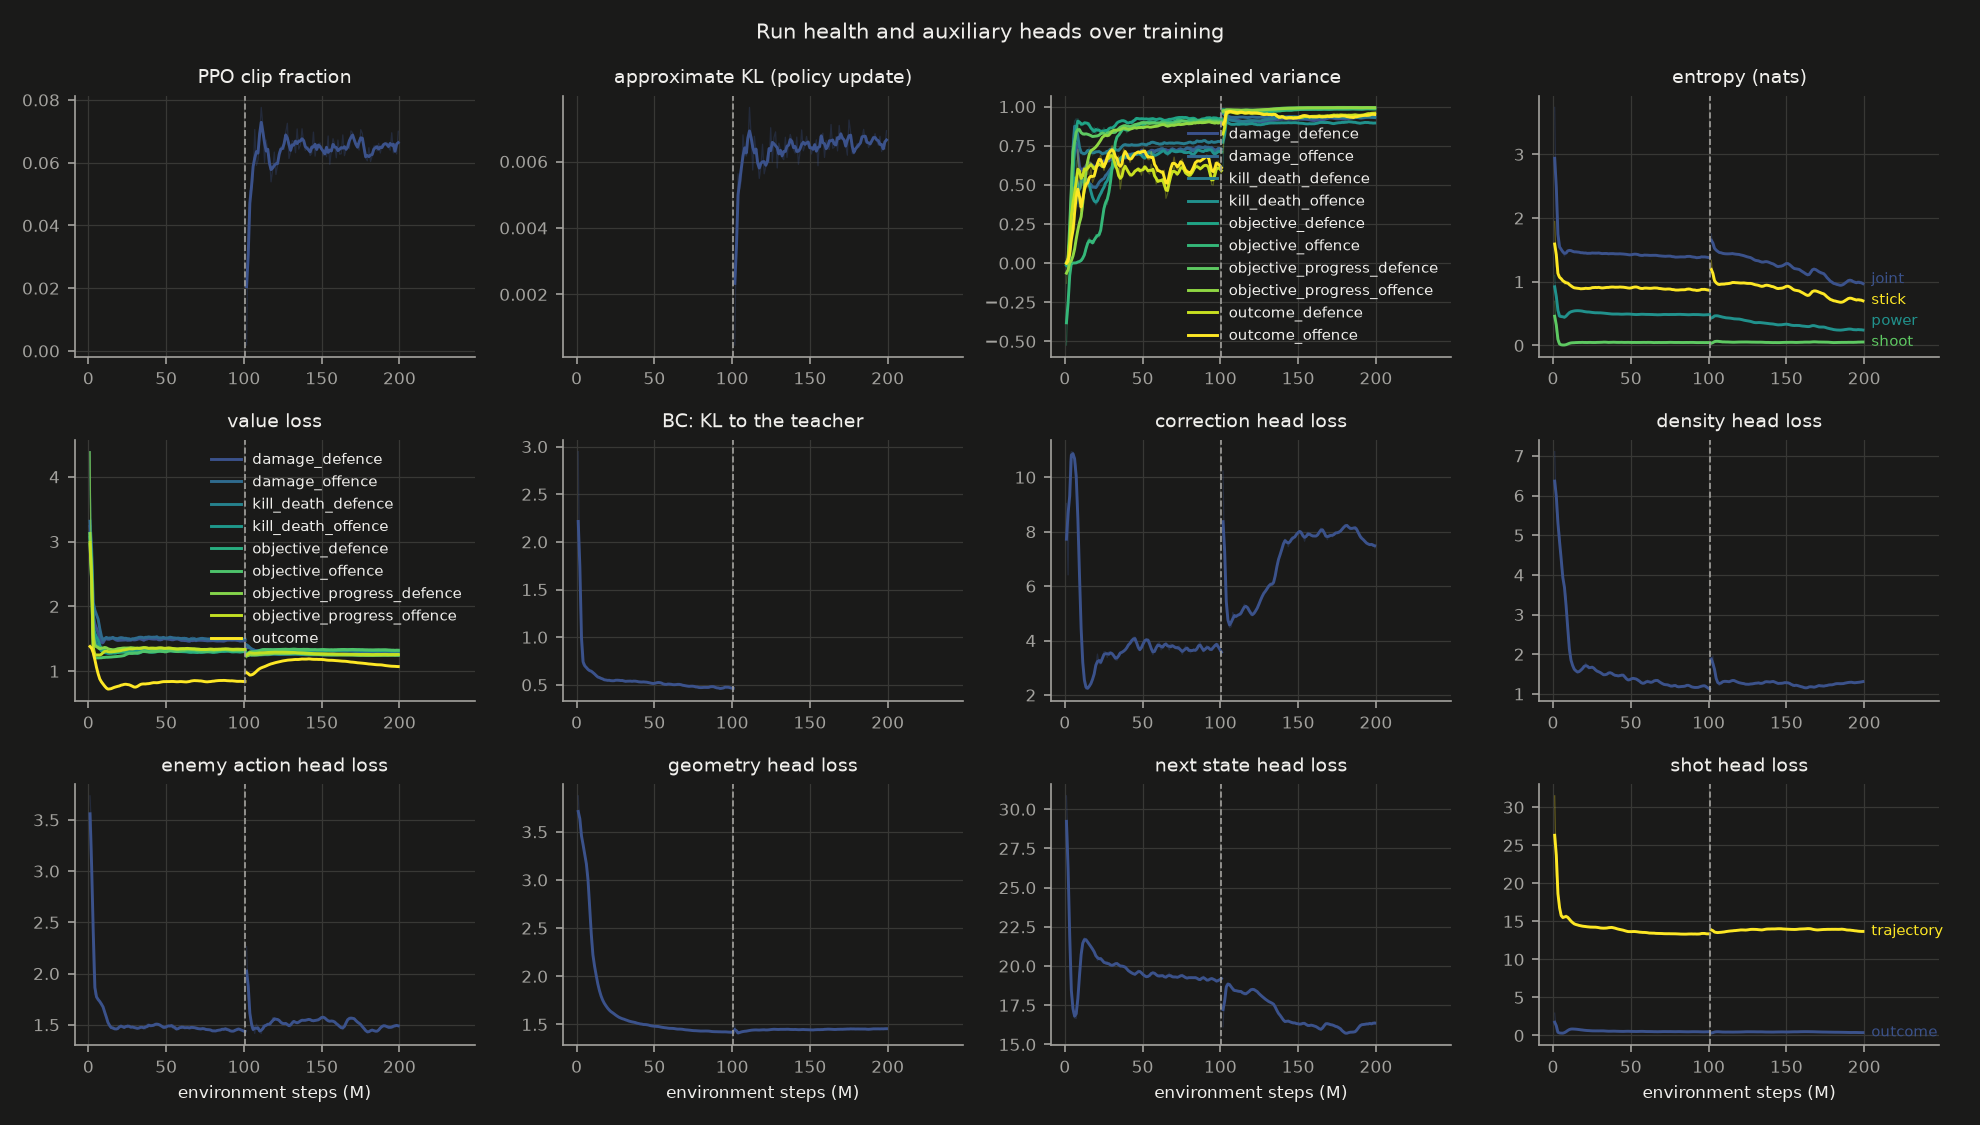 Run health and auxiliary heads over training
PPO clip fraction
0.08
0.06
0.04
0.02
0.00
0 50 100 150 200
approximate KL (policy update)
0.006
0.004
0.002
0 50 100 150 200
explained variance
1.00
0.75
0.50
0.25
0.00
−0.25
−0.50
damage_defence
damage_offence
kill_death_defence
kill_death_offence
objective_defence
objective_offence
objective_progress_defence
objective_progress_offence
outcome_defence
outcome_offence
0 50 100 150 200
entropy (nats)
3
2
1
0
joint
stick
power
shoot
0 50 100 150 200
value loss
4
3
2
1
damage_defence
damage_offence
kill_death_defence
kill_death_offence
objective_defence
objective_offence
objective_progress_defence
objective_progress_offence
outcome
0 50 100 150 200
BC: KL to the teacher
3.0
2.5
2.0
1.5
1.0
0.5
0 50 100 150 200
correction head loss
10
8
6
4
2
0 50 100 150 200
density head loss
7
6
5
4
3
2
1
0 50 100 150 200
enemy action head loss
3.5
3.0
2.5
2.0
1.5
0 50 100 150 200
environment steps (M)
geometry head loss
3.5
3.0
2.5
2.0
1.5
0 50 100 150 200
environment steps (M)
next state head loss
30.0
27.5
25.0
22.5
20.0
17.5
15.0
0 50 100 150 200
environment steps (M)
shot head loss
30
25
20
15
10
5
0
trajectory
outcome
0 50 100 150 200
environment steps (M)